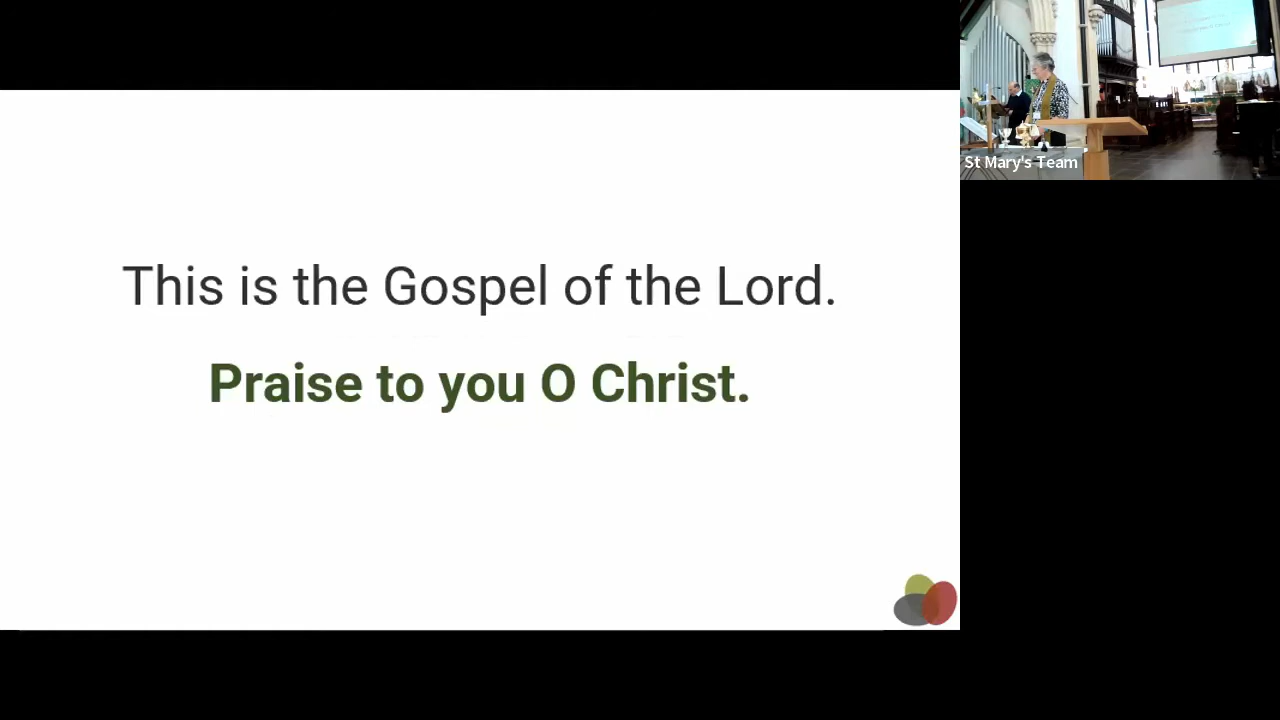 This is the Gospel of the Lord.
Praise to you O Christ.
St Mary's Team